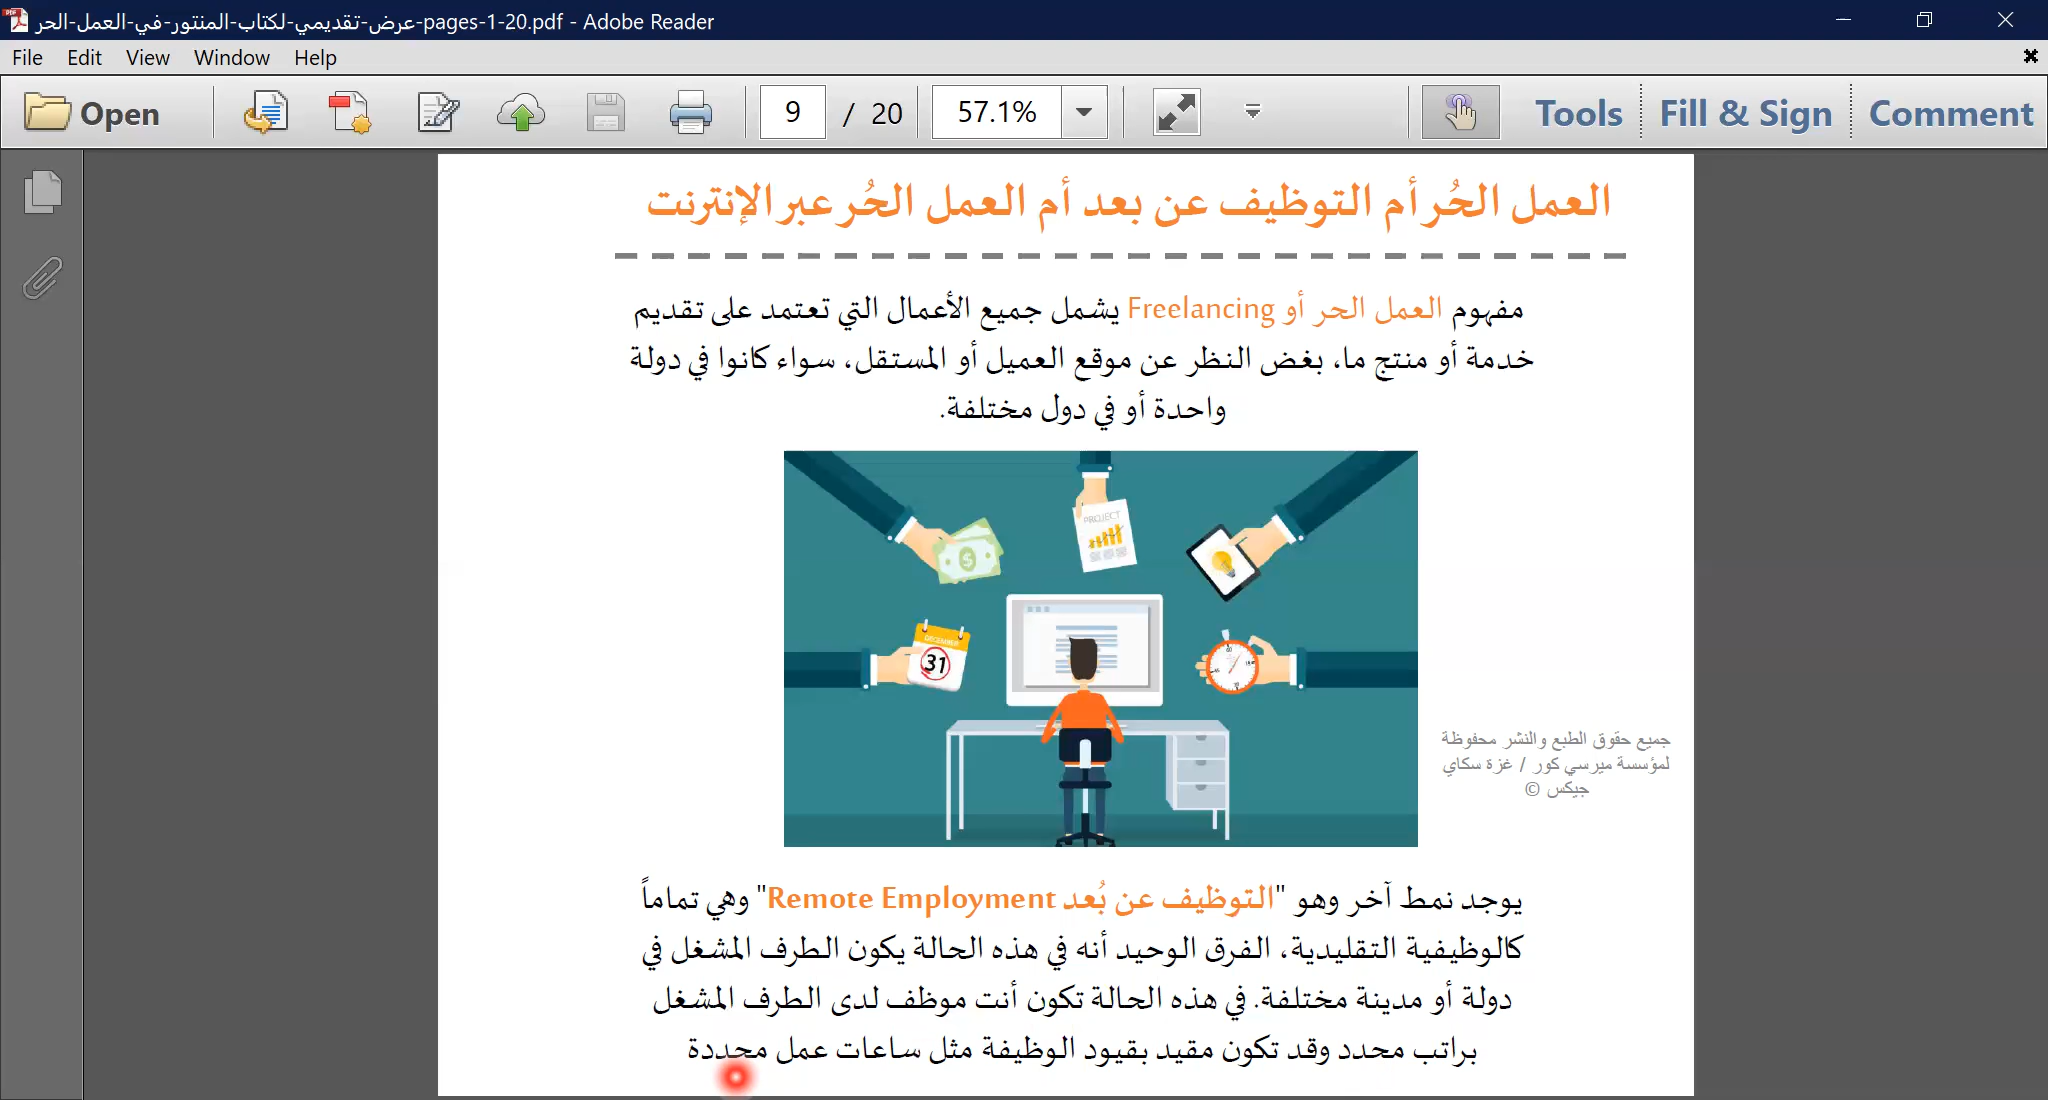 عرض-تقديمي-لكتاب-المنتور-في-العمل-الحر-pages-1-20.pdf - Adobe Reader
File Edit View Window Help
Open 9 / 20 57.1% Tools Fill & Sign Comment
العمل الحُر أم التوظيف عن بعد أم العمل الحُر عبر الإنترنت
مفهوم العمل الحر أو Freelancing يشمل جميع الأعمال التي تعتمد على تقديم
خدمة أو منتج ما، بغض النظر عن موقع العميل أو المستقل، سواء كانوا في دولة
واحدة أو في دول مختلفة.
PROJECT
DECEMBER
31
60
جميع حقوق الطبع والنشر محفوظة
لمؤسسة ميرسي كور / غزة سكاي
جيكس ©
يوجد نمط آخر وهو "التوظيف عن بُعد Remote Employment" وهي تماماً
كالوظيفية التقليدية، الفرق الوحيد أنه في هذه الحالة يكون الطرف المشغل في
دولة أو مدينة مختلفة. في هذه الحالة تكون أنت موظف لدى الطرف المشغل
براتب محدد وقد تكون مقيد بقيود الوظيفة مثل ساعات عمل محددة